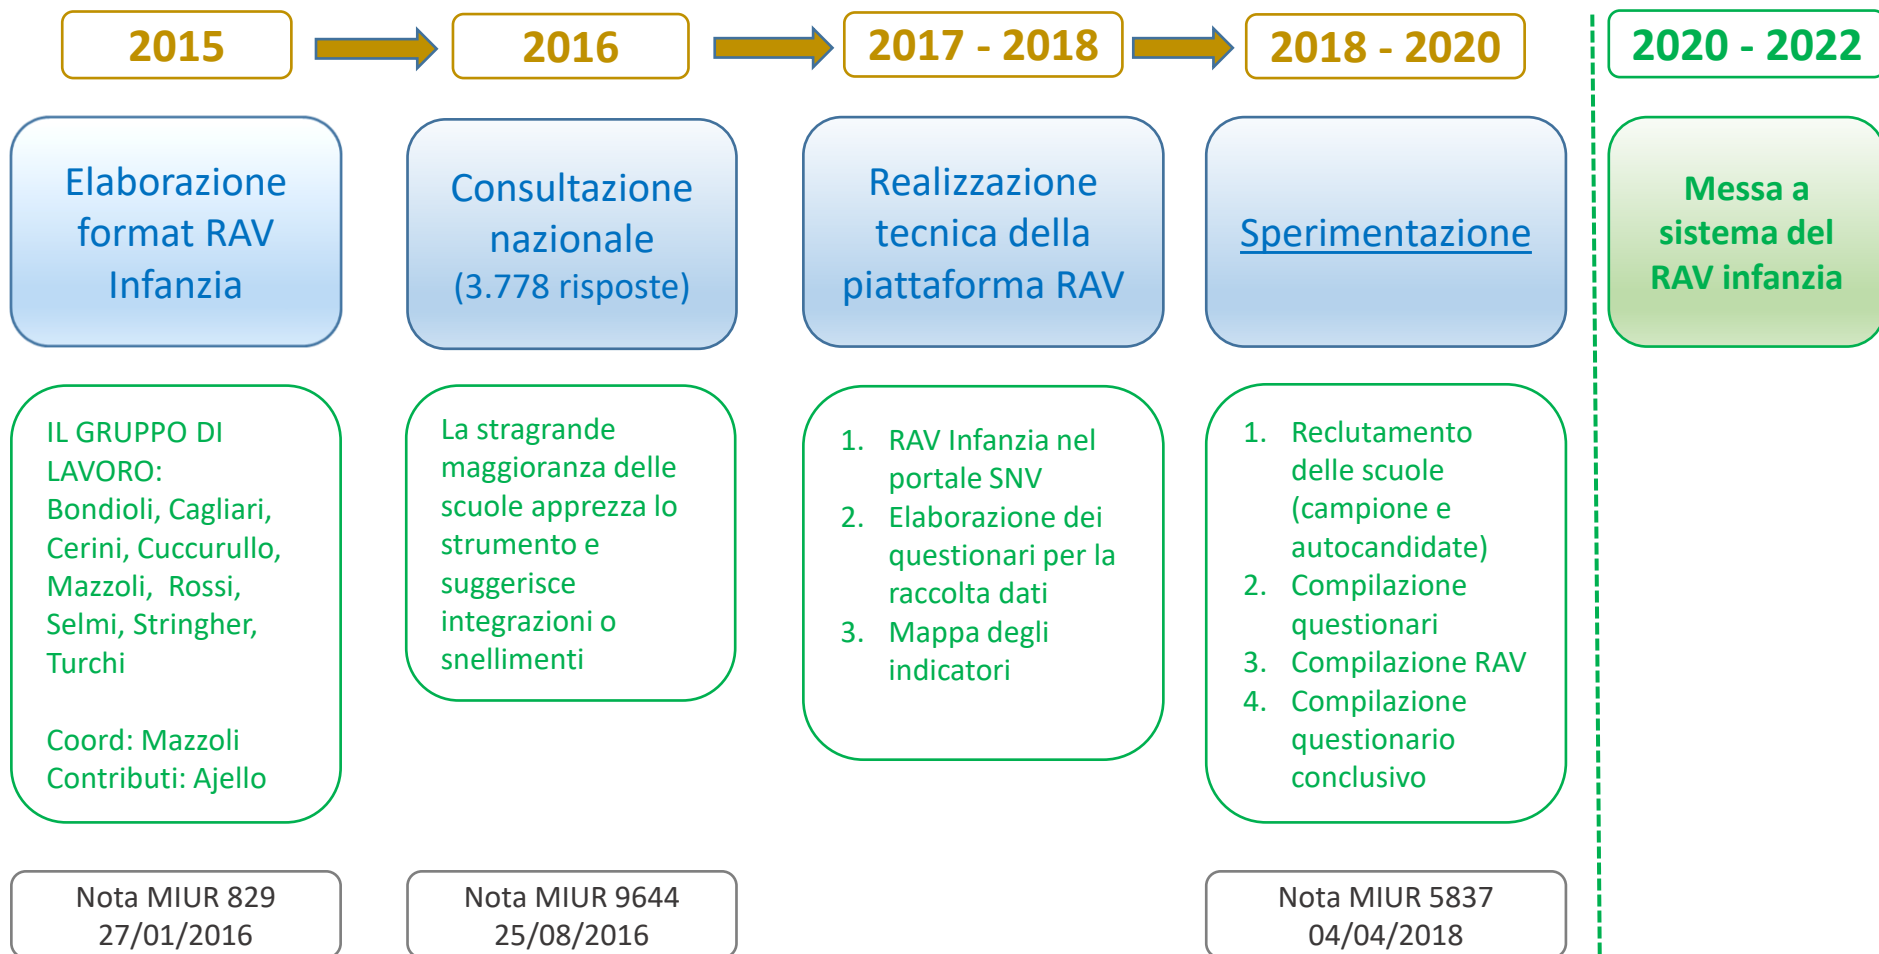 2015
2016
2017 - 2018
2018 - 2020
2020 - 2022
Elaborazione
format RAV
Infanzia
Consultazione
nazionale
(3.778 risposte)
Realizzazione
tecnica della
piattaforma RAV
Sperimentazione
Messa a
sistema del
RAV infanzia
IL GRUPPO DI
LAVORO:
Bondioli, Cagliari,
Cerini, Cuccurullo,
Mazzoli, Rossi,
Selmi, Stringher,
Turchi
Coord: Mazzoli
Contributi: Ajello
La stragrande
maggioranza delle
scuole apprezza lo
strumento e
suggerisce
integrazioni o
snellimenti
1. RAV Infanzia nel
portale SNV
2. Elaborazione dei
questionari per la
raccolta dati
3. Mappa degli
indicatori
1. Reclutamento
delle scuole
(campione e
autocandidate)
2. Compilazione
questionari
3. Compilazione RAV
4. Compilazione
questionario
conclusivo
Nota MIUR 829
27/01/2016
Nota MIUR 9644
25/08/2016
Nota MIUR 5837
04/04/2018